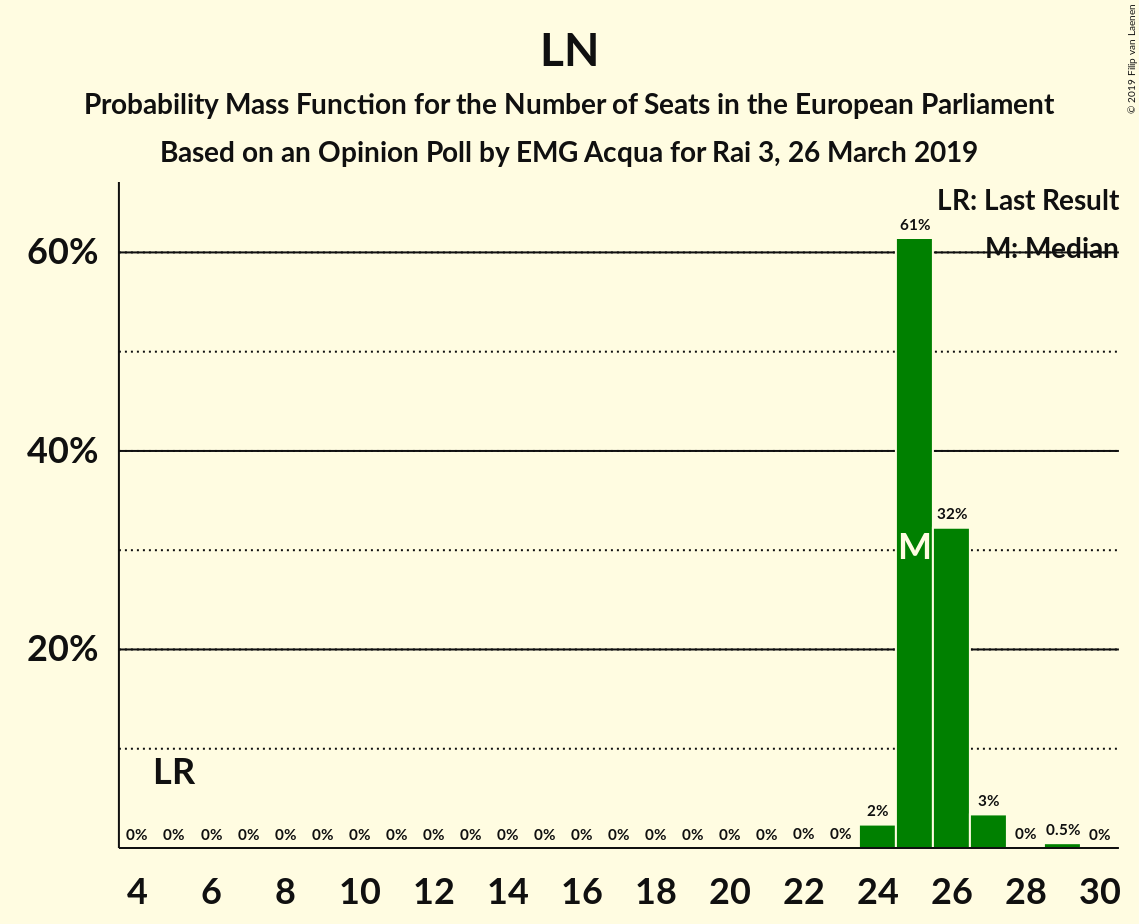 LN
Probability Mass Function for the Number of Seats in the European Parliament
Based on an Opinion Poll by EMG Acqua for Rai 3, 26 March 2019
© 2019 Filip van Laenen
LR: Last Result
M: Median
61%
60%
40%
32%
M
20%
LR
0% 0% 0% 0% 0% 0% 0% 0% 0% 0% 0% 0% 0% 0% 0% 0% 0% 0% 0% 0% 2% 3% 0% 0.5% 0%
4 6 8 10 12 14 16 18 20 22 24 26 28 30